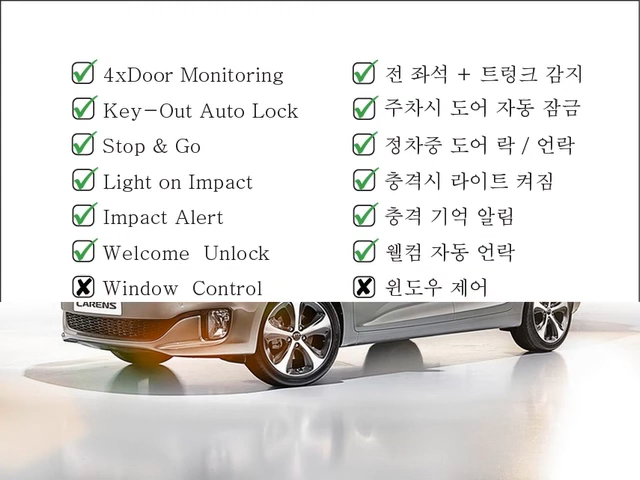 4xDoor Monitoring
전 좌석 + 트렁크 감지
Key-Out Auto Lock
주차시 도어 자동 잠금
Stop & Go
정차중 도어 락 / 언락
Light on Impact
충격시 라이트 켜짐
Impact Alert
충격 기억 알림
Welcome Unlock
웰컴 자동 언락
Window Control
윈도우 제어
CARENS